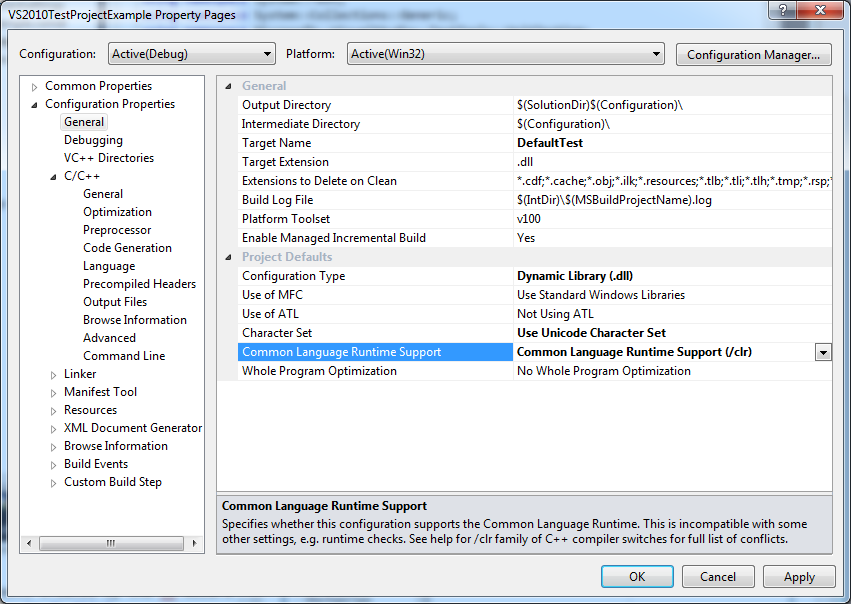 VS2010TestProjectExample Property Pages
Configuration: Active(Debug) Platform: Active(Win32) Configuration Manager...
Common Properties
Configuration Properties
General
Debugging
VC++ Directories
C/C++
General
Optimization
Preprocessor
Code Generation
Language
Precompiled Headers
Output Files
Browse Information
Advanced
Command Line
Linker
Manifest Tool
Resources
XML Document Generator
Browse Information
Build Events
Custom Build Step
General
Output Directory $(SolutionDir)$(Configuration)\
Intermediate Directory $(Configuration)\
Target Name DefaultTest
Target Extension .dll
Extensions to Delete on Clean *.cdf;*.cache;*.obj;*.ilk;*.resources;*.tlb;*.tli;*.tlh;*.tmp;*.rsp;*
Build Log File $(IntDir)\$(MSBuildProjectName).log
Platform Toolset v100
Enable Managed Incremental Build Yes
Project Defaults
Configuration Type Dynamic Library (.dll)
Use of MFC Use Standard Windows Libraries
Use of ATL Not Using ATL
Character Set Use Unicode Character Set
Common Language Runtime Support Common Language Runtime Support (/clr)
Whole Program Optimization No Whole Program Optimization
Common Language Runtime Support
Specifies whether this configuration supports the Common Language Runtime. This is incompatible with some
other settings, e.g. runtime checks. See help for /clr family of C++ compiler switches for full list of conflicts.
OK Cancel Apply